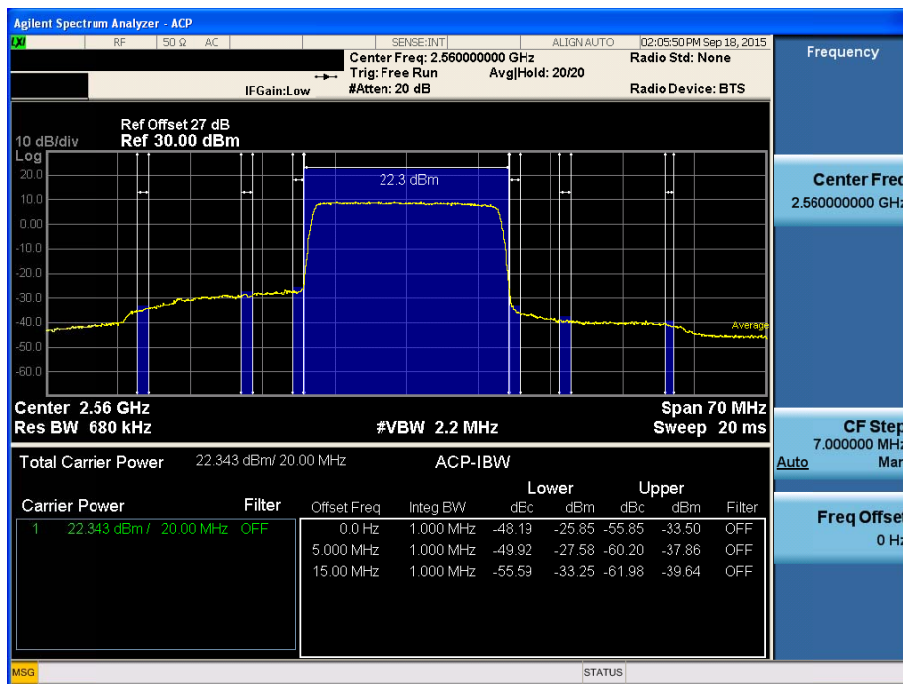 Agilent Spectrum Analyzer - ACP
LXI RF 50 Ω AC SENSE:INT ALIGN AUTO 02:05:50 PM Sep 18, 2015
Center Freq: 2.560000000 GHz Radio Std: None
Trig: Free Run Avg|Hold: 20/20
IFGain:Low #Atten: 20 dB Radio Device: BTS
Ref Offset 27 dB
10 dB/div Ref 30.00 dBm
Log
20.0
10.0
0.00
-10.0
-20.0
-30.0
-40.0
-50.0
-60.0
22.3 dBm
Average
Center 2.56 GHz Span 70 MHz
Res BW 680 kHz #VBW 2.2 MHz Sweep 20 ms
Total Carrier Power 22.343 dBm/ 20.00 MHz ACP-IBW
Lower Upper
Carrier Power Filter Offset Freq Integ BW dEc dBm dBc dBm Filter
1 22.343 dBm / 20.00 MHz OFF 0.0 Hz 1.000 MHz -48.19 -25.85 -55.85 -33.50 OFF
5.000 MHz 1.000 MHz -49.92 -27.58 -60.20 -37.86 OFF
15.00 MHz 1.000 MHz -55.59 -33.25 -61.98 -39.64 OFF
MSG STATUS
Frequency
Center Freq
2.560000000 GHz
CF Step
7.000000 MHz
Auto Man
Freq Offset
0 Hz